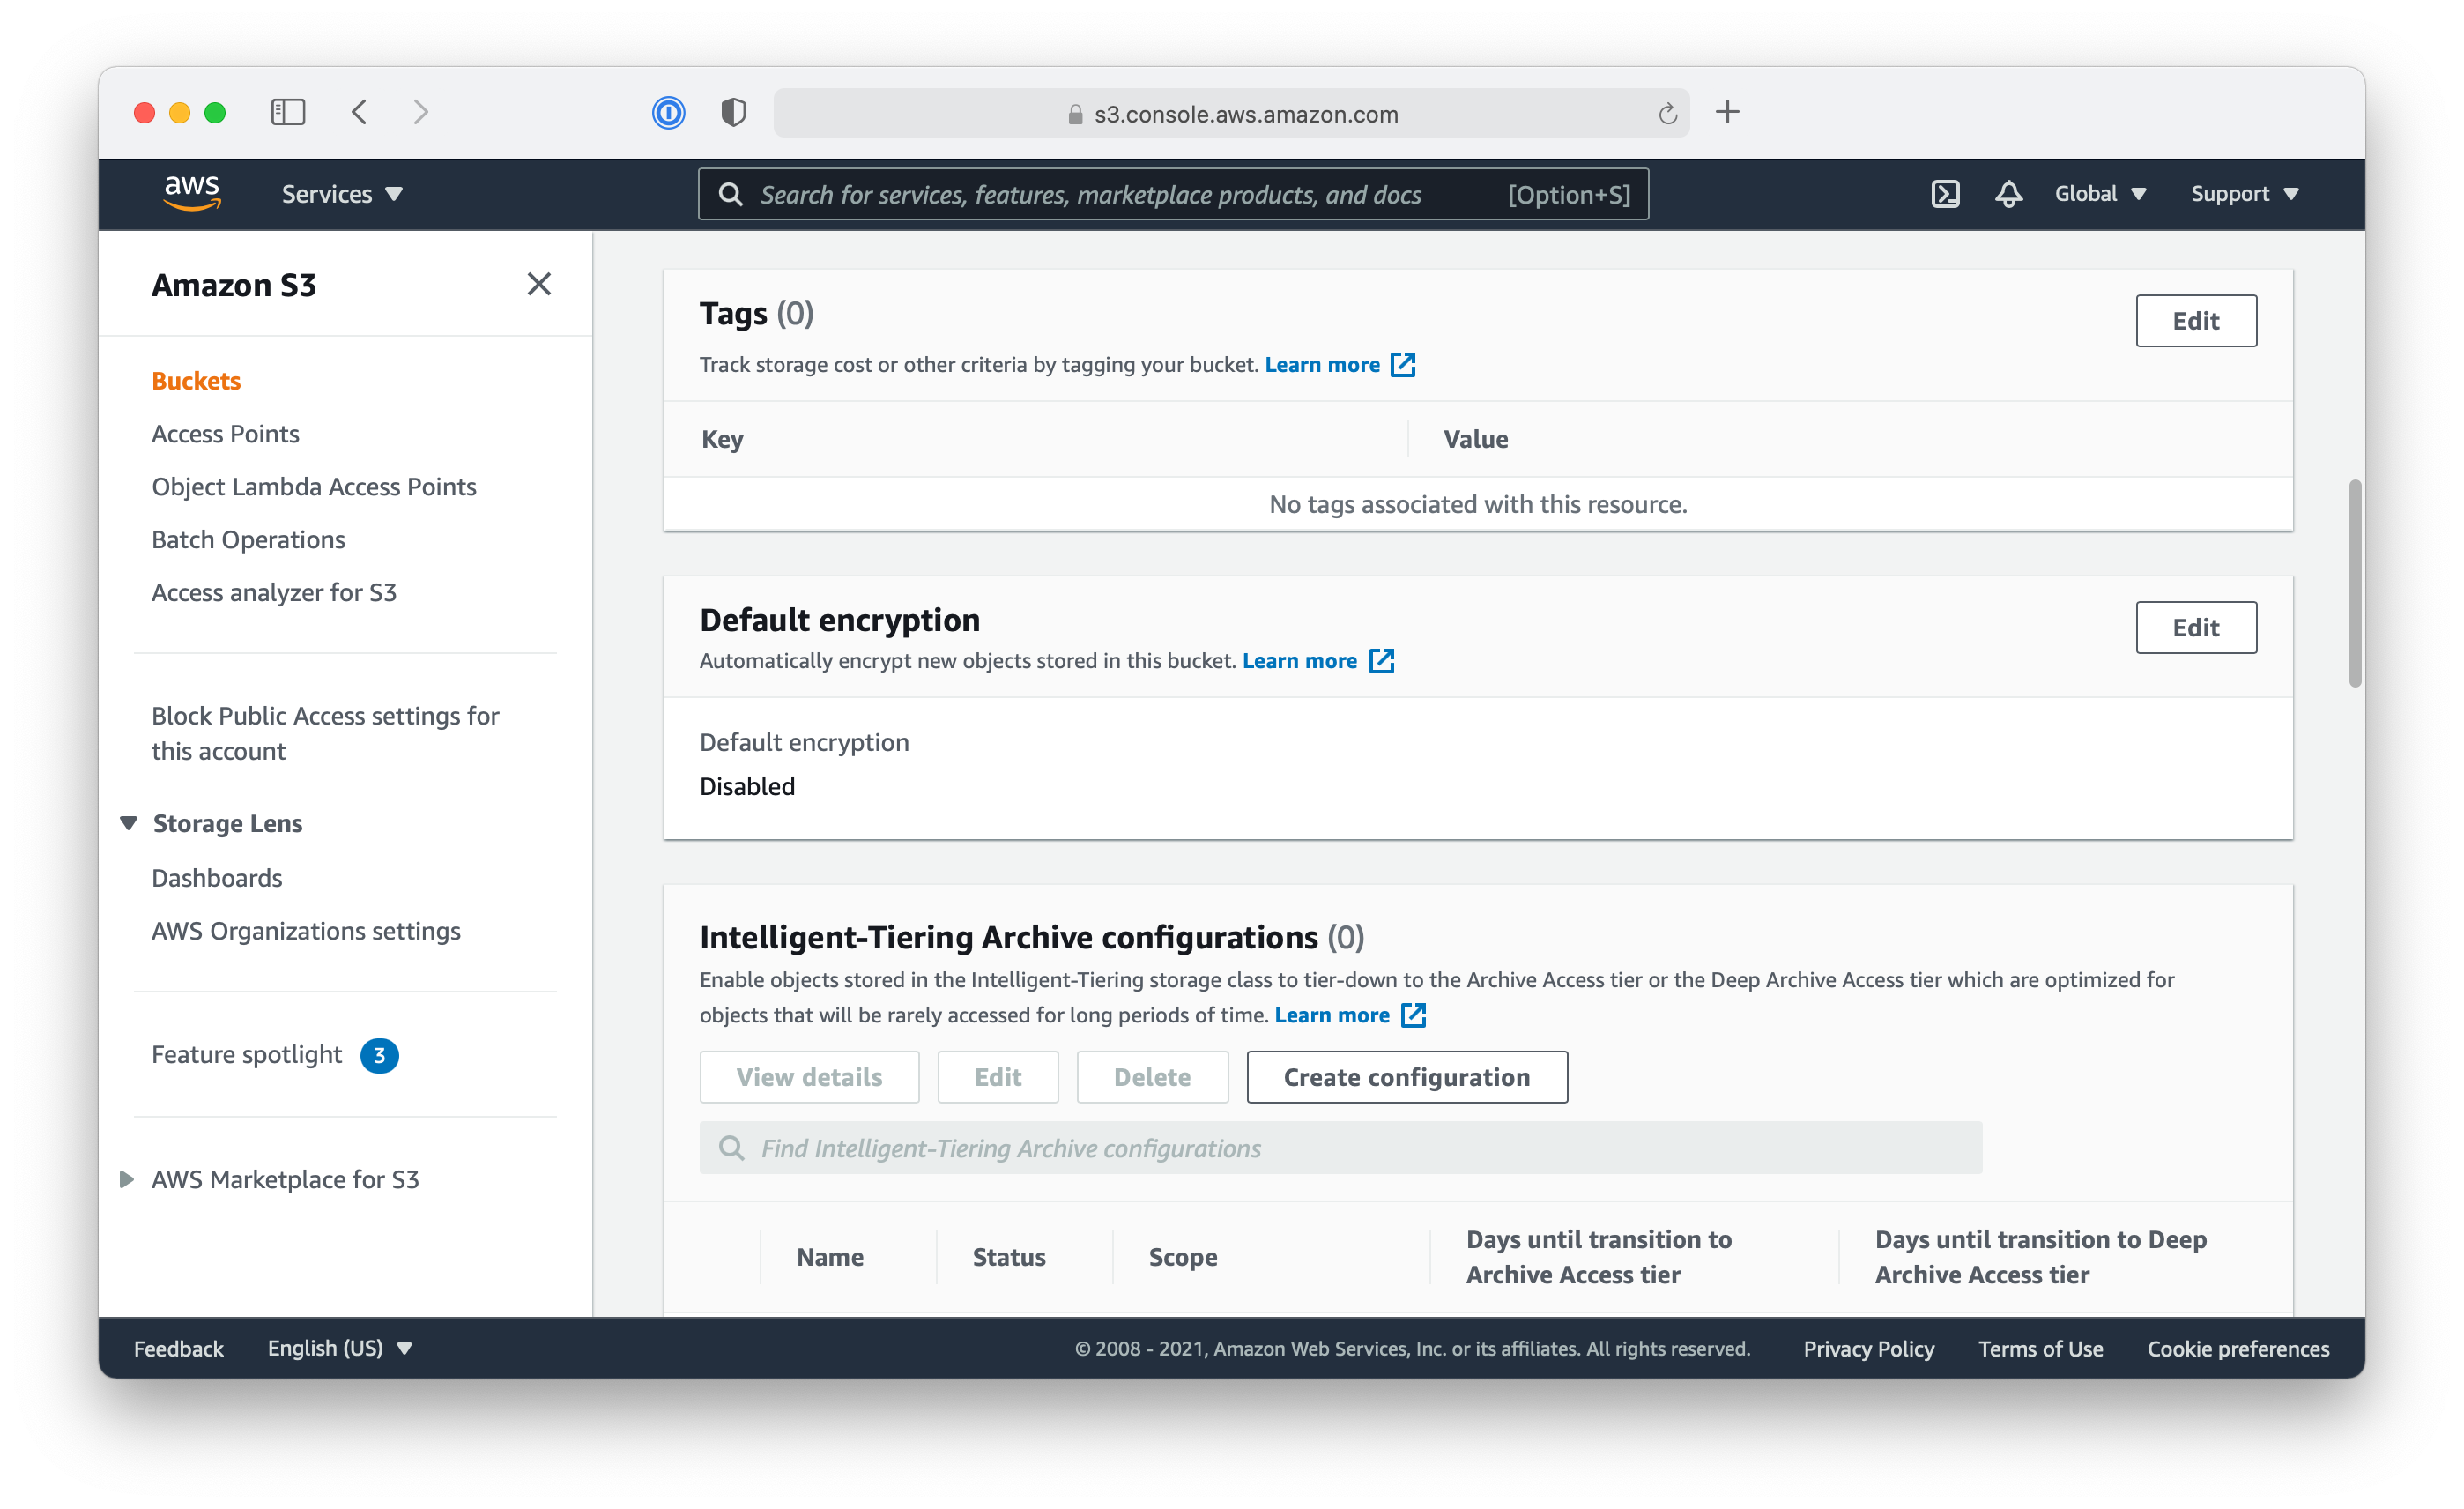 s3.console.aws.amazon.com
aws
Services
Search for services, features, marketplace products, and docs
[Option+S]
Global
Support
Amazon S3
Buckets
Access Points
Object Lambda Access Points
Batch Operations
Access analyzer for S3
Block Public Access settings for
this account
Storage Lens
Dashboards
AWS Organizations settings
Feature spotlight 3
AWS Marketplace for S3
Tags (0)
Edit
Track storage cost or other criteria by tagging your bucket. Learn more
Key
Value
No tags associated with this resource.
Default encryption
Edit
Automatically encrypt new objects stored in this bucket. Learn more
Default encryption
Disabled
Intelligent-Tiering Archive configurations (0)
Enable objects stored in the Intelligent-Tiering storage class to tier-down to the Archive Access tier or the Deep Archive Access tier which are optimized for
objects that will be rarely accessed for long periods of time. Learn more
View details
Edit
Delete
Create configuration
Find Intelligent-Tiering Archive configurations
Name
Status
Scope
Days until transition to
Archive Access tier
Days until transition to Deep
Archive Access tier
Feedback
English (US)
© 2008 - 2021, Amazon Web Services, Inc. or its affiliates. All rights reserved.
Privacy Policy
Terms of Use
Cookie preferences